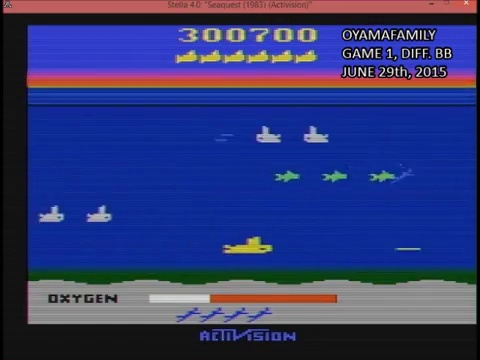 Stella 4.0: "Seaquest (1983) (Activision)"
300700
OYAMAFAMILY
GAME 1, DIFF. BB
JUNE 29th, 2015
OXYGEN
ACTIVISION